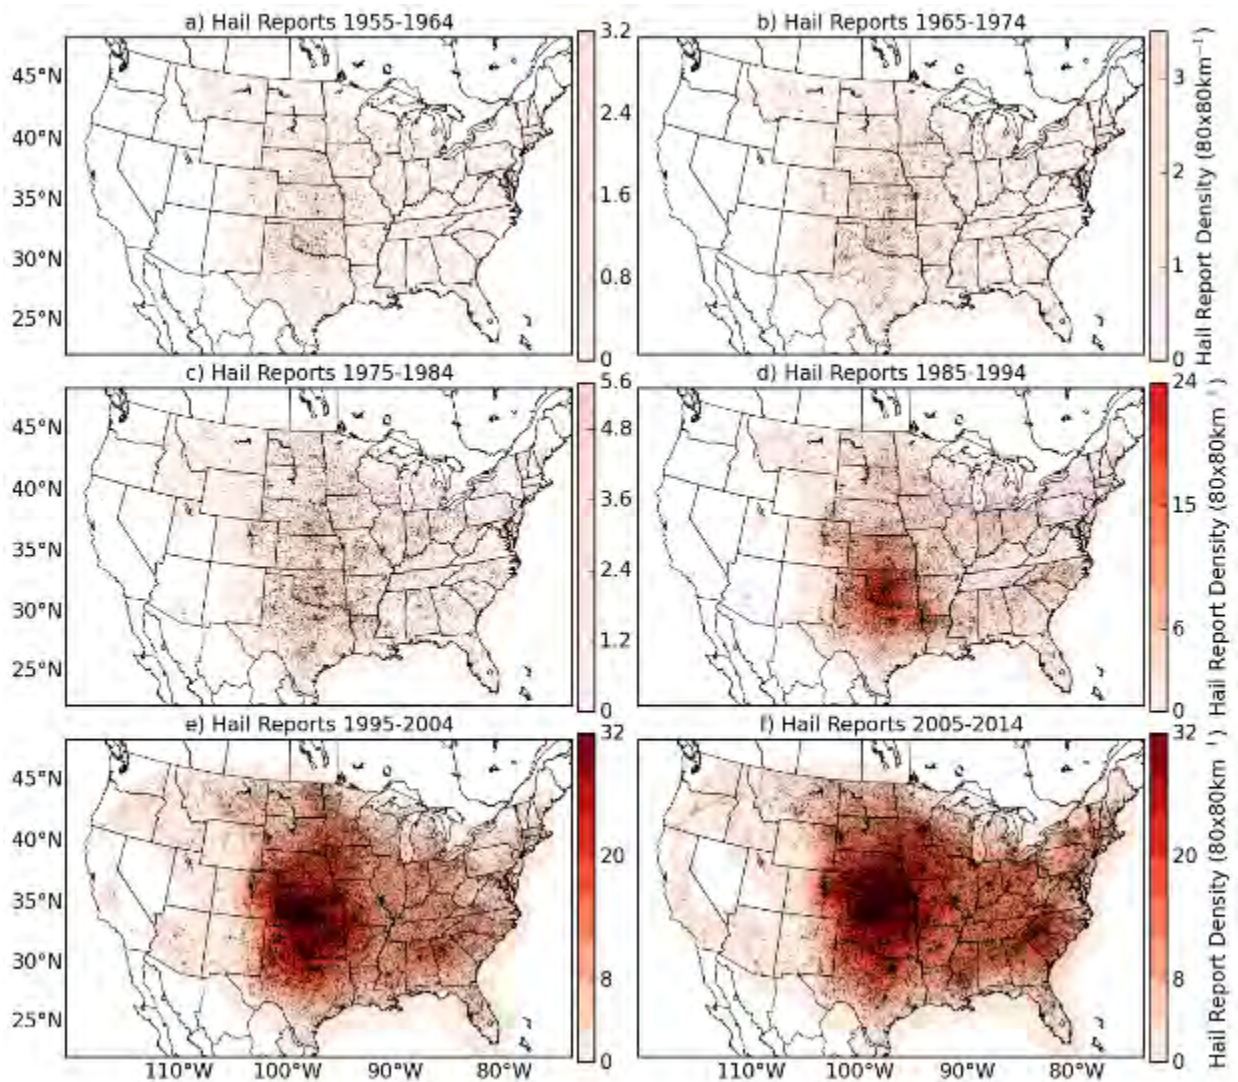 a) Hail Reports 1955-1964
b) Hail Reports 1965-1974
45°N
40°N
35°N
30°N
25°N
3.2
2.4
1.6
0.8
0
3
2
1
0
Hail Report Density (80x80km⁻¹)
c) Hail Reports 1975-1984
d) Hail Reports 1985-1994
45°N
40°N
35°N
30°N
25°N
5.6
4.8
3.6
2.4
1.2
0
24
15
6
0
Hail Report Density (80x80km ¹)
e) Hail Reports 1995-2004
f) Hail Reports 2005-2014
45°N
40°N
35°N
30°N
25°N
32
20
8
0
32
20
8
0
Hail Report Density (80x80km ¹)
110°W 100°W 90°W 80°W
110°W 100°W 90°W 80°W